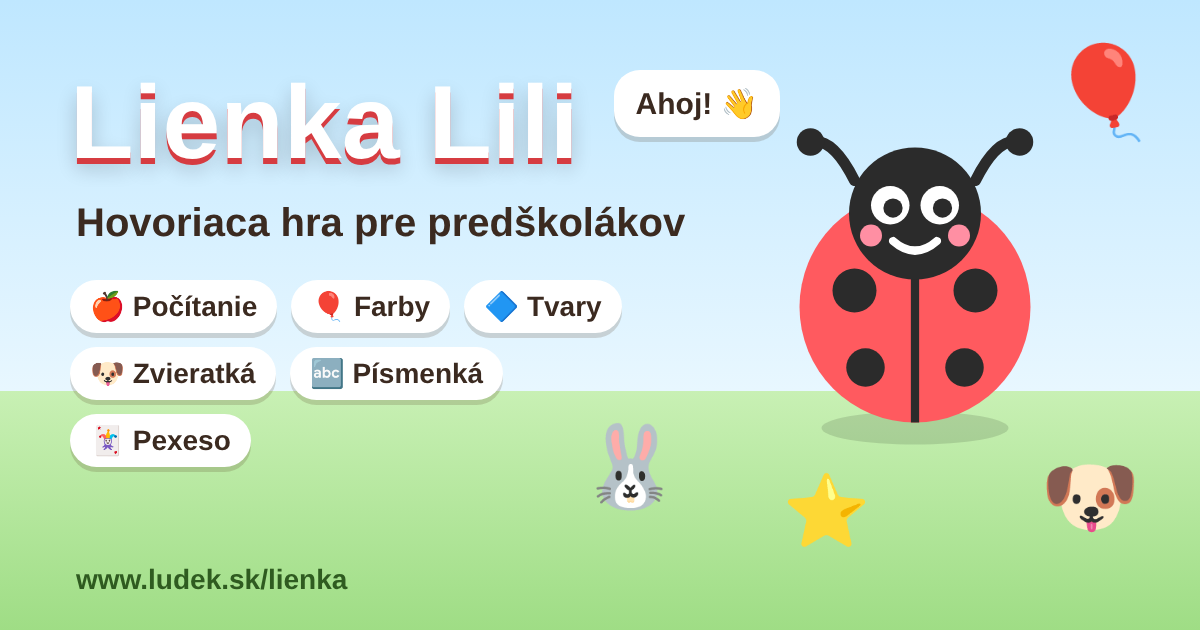 Lienka Lili
Ahoj! 👋
Hovoriaca hra pre predškolákov
🍎 Počítanie
🎈 Farby
🔷 Tvary
🐶 Zvieratká
🔤 Písmenká
🃏 Pexeso
www.ludek.sk/lienka